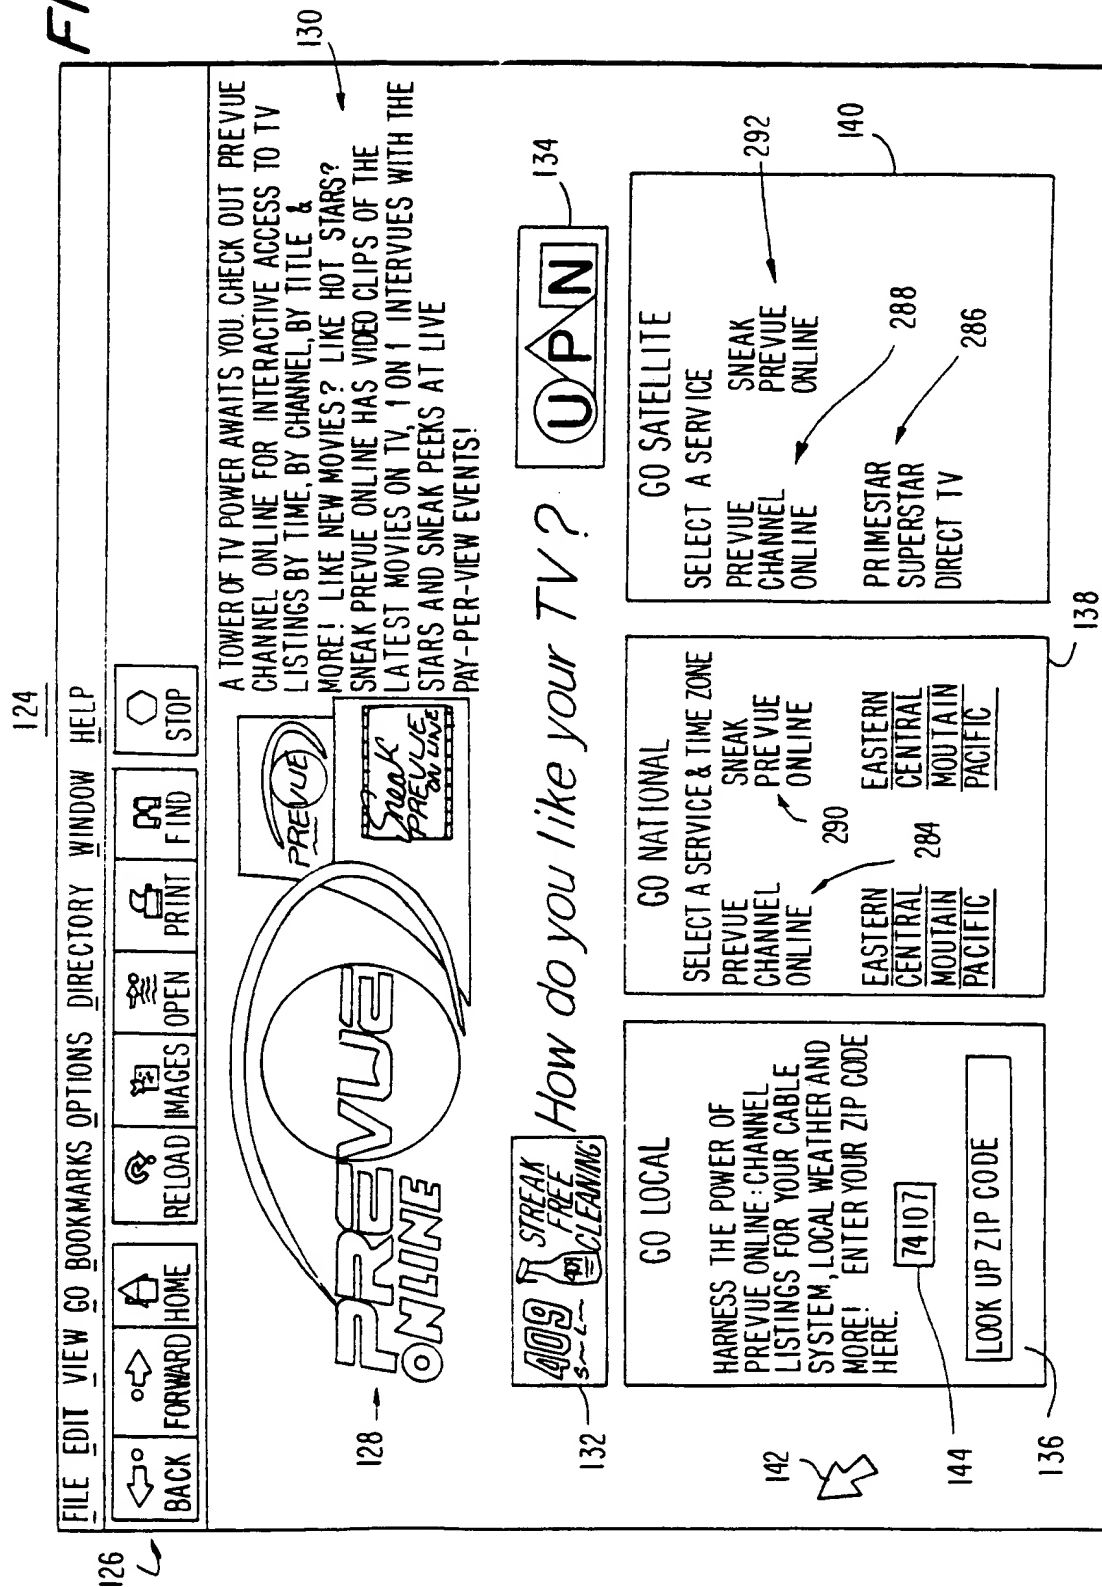 124
FILE EDIT VIEW GO BOOKMARKS OPTIONS DIRECTORY WINDOW HELP
126
BACK FORWARD HOME RELOAD IMAGES OPEN PRINT FIND STOP
128
PREVUE
ONLINE
PREVUE
Sneak
PREVUE
ON LINE
A TOWER OF TV POWER AWAITS YOU. CHECK OUT PREVUE
CHANNEL ONLINE FOR INTERACTIVE ACCESS TO TV
LISTINGS BY TIME, BY CHANNEL, BY TITLE &
MORE! LIKE NEW MOVIES? LIKE HOT STARS?
SNEAK PREVUE ONLINE HAS VIDEO CLIPS OF THE
LATEST MOVIES ON TV, 1 ON 1 INTERVUES WITH THE
STARS AND SNEAK PEEKS AT LIVE
PAY-PER-VIEW EVENTS!
130
132
409
STREAK
FREE
CLEANING
409
How do you like your TV?
UPN
134
GO LOCAL
HARNESS THE POWER OF
PREVUE ONLINE: CHANNEL
LISTINGS FOR YOUR CABLE
SYSTEM, LOCAL WEATHER AND
MORE! ENTER YOUR ZIP CODE
HERE.
74107
LOOK UP ZIP CODE
142
144
136
GO NATIONAL
SELECT A SERVICE & TIME ZONE
PREVUE
CHANNEL
ONLINE
SNEAK
PREVUE
ONLINE
290
284
EASTERN
CENTRAL
MOUTAIN
PACIFIC
EASTERN
CENTRAL
MOUTAIN
PACIFIC
138
GO SATELLITE
SELECT A SERVICE
PREVUE
CHANNEL
ONLINE
SNEAK
PREVUE
ONLINE
292
288
PRIMESTAR
SUPERSTAR
DIRECT TV
286
140